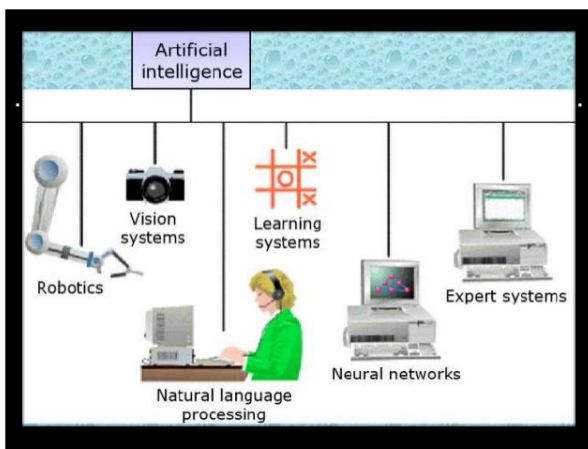 Artificial
intelligence
Robotics
Vision
systems
Natural language
processing
Learning
systems
Neural networks
Expert systems